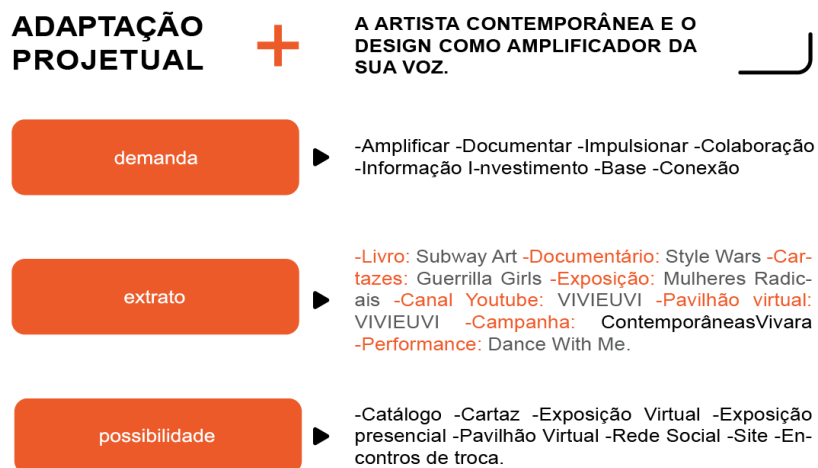 ADAPTAÇÃO
PROJETUAL
A ARTISTA CONTEMPORÂNEA E O
DESIGN COMO AMPLIFICADOR DA
SUA VOZ.
demanda
-Amplificar -Documentar -Impulsionar -Colaboração
-Informação I-nvestimento -Base -Conexão
extrato
-Livro: Subway Art -Documentário: Style Wars -Car-
tazes: Guerrilla Girls -Exposição: Mulheres Radic-
ais -Canal Youtube: VIVIEUVI -Pavilhão virtual:
VIVIEUVI -Campanha: ContemporâneasVivara
-Performance: Dance With Me.
possibilidade
-Catálogo -Cartaz -Exposição Virtual -Exposição
presencial -Pavilhão Virtual -Rede Social -Site -En-
contros de troca.